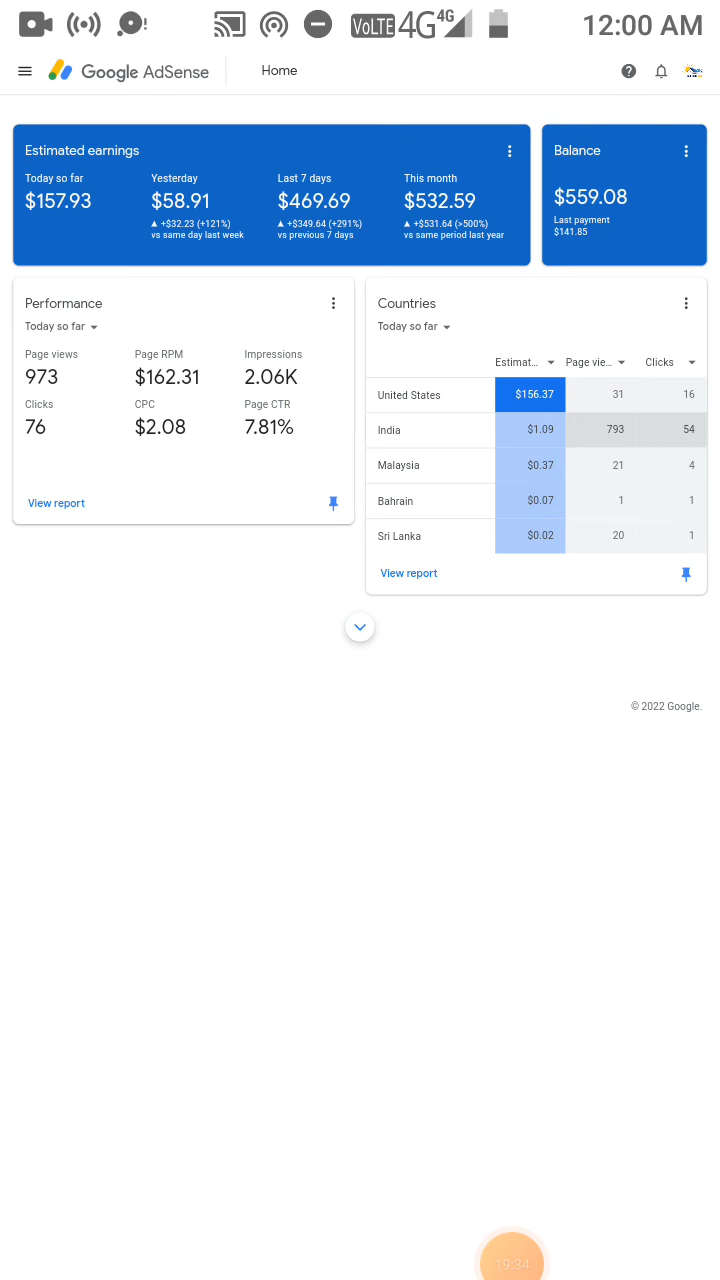 VoLTE 4G 4G 12:00 AM
Google AdSense Home
Estimated earnings
Today so far Yesterday Last 7 days This month
$157.93 $58.91 $469.69 $532.59
+$32.23 (+121%) +$349.64 (+291%) +$531.64 (>500%)
vs same day last week vs previous 7 days vs same period last year
Balance
$559.08
Last payment
$141.85
Performance
Today so far
Page views Page RPM Impressions
973 $162.31 2.06K
Clicks CPC Page CTR
76 $2.08 7.81%
View report
Countries
Today so far
Estimat... Page vie... Clicks
United States $156.37 31 16
India $1.09 793 54
Malaysia $0.37 21 4
Bahrain $0.07 1 1
Sri Lanka $0.02 20 1
View report
© 2022 Google.
19:34